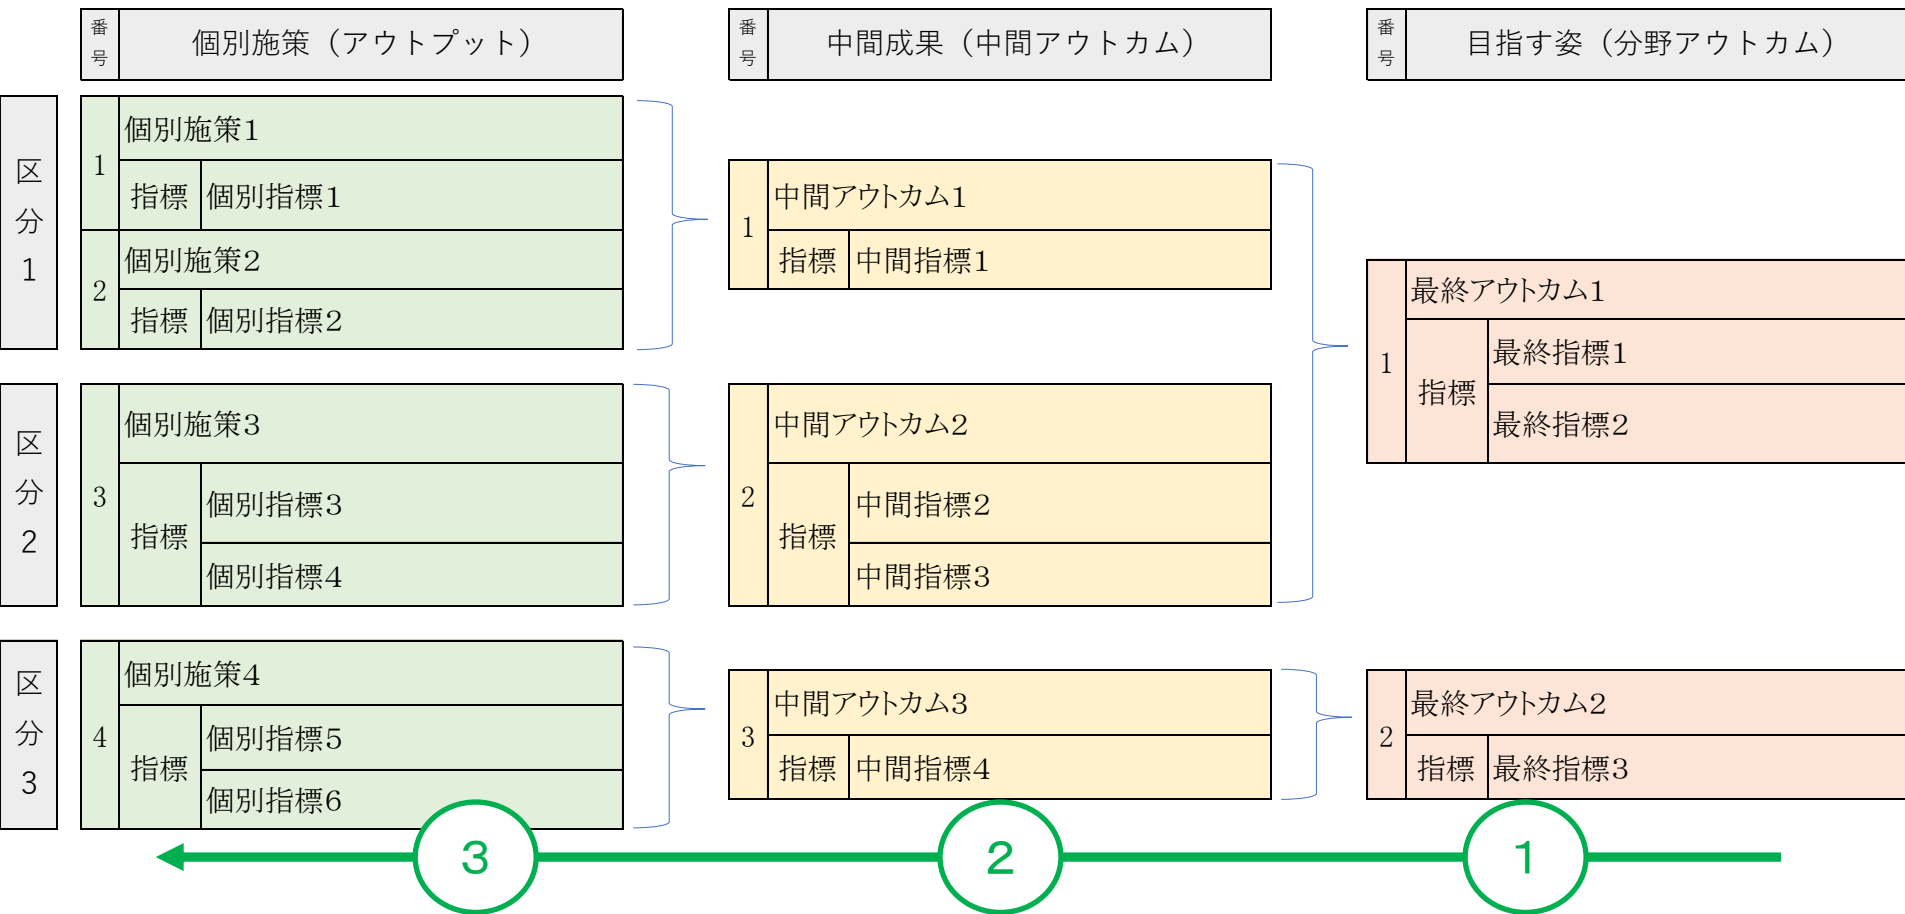 番号
個別施策（アウトプット）
番号
中間成果（中間アウトカム）
番号
目指す姿（分野アウトカム）
区分1
1
個別施策1
指標
個別指標1
2
個別施策2
指標
個別指標2
1
中間アウトカム1
指標
中間指標1
1
最終アウトカム1
指標
最終指標1
最終指標2
区分2
3
個別施策3
指標
個別指標3
個別指標4
2
中間アウトカム2
指標
中間指標2
中間指標3
区分3
4
個別施策4
指標
個別指標5
個別指標6
3
中間アウトカム3
指標
中間指標4
2
最終アウトカム2
指標
最終指標3
3
2
1